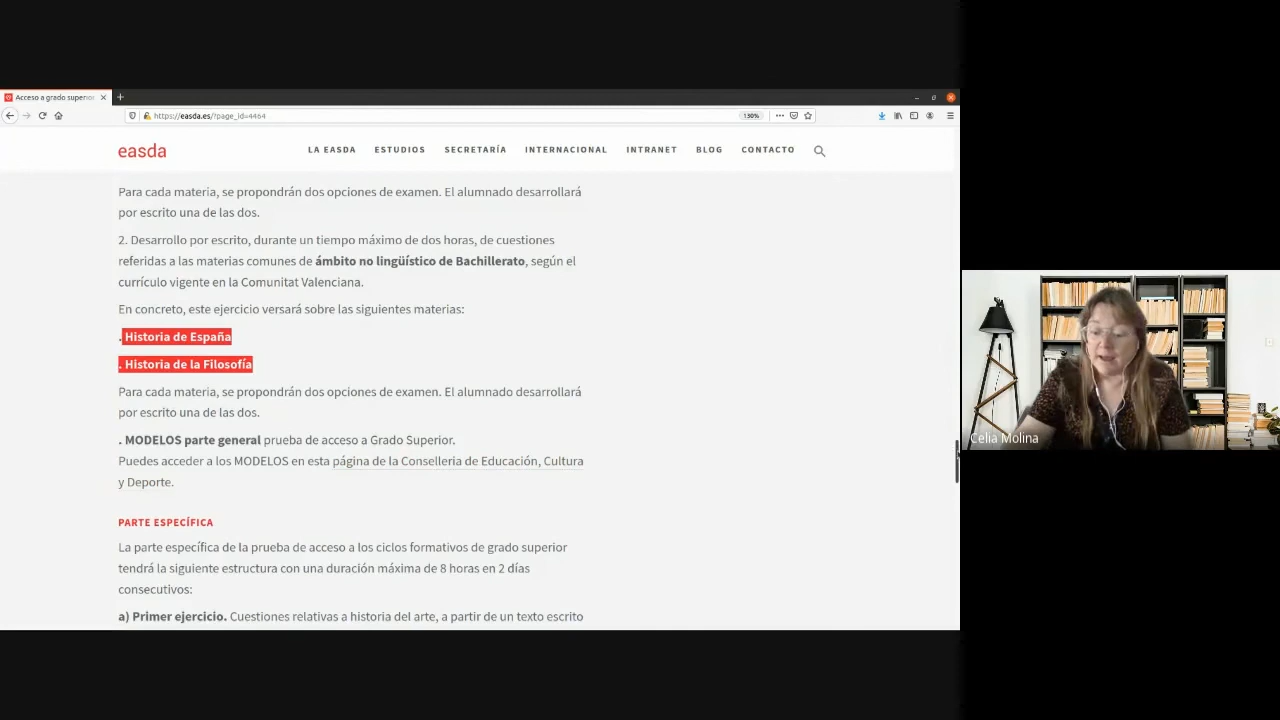 Acceso a grado superior
https://easda.es/?page_id=4464
130%
easda
LA EASDA
ESTUDIOS
SECRETARÍA
INTERNACIONAL
INTRANET
BLOG
CONTACTO
Para cada materia, se propondrán dos opciones de examen. El alumnado desarrollará
por escrito una de las dos.
2. Desarrollo por escrito, durante un tiempo máximo de dos horas, de cuestiones
referidas a las materias comunes de ámbito no lingüístico de Bachillerato, según el
currículo vigente en la Comunitat Valenciana.
En concreto, este ejercicio versará sobre las siguientes materias:
. Historia de España
. Historia de la Filosofía
Para cada materia, se propondrán dos opciones de examen. El alumnado desarrollará
por escrito una de las dos.
. MODELOS parte general prueba de acceso a Grado Superior.
Puedes acceder a los MODELOS en esta página de la Conselleria de Educación, Cultura
y Deporte.
PARTE ESPECÍFICA
La parte específica de la prueba de acceso a los ciclos formativos de grado superior
tendrá la siguiente estructura con una duración máxima de 8 horas en 2 días
consecutivos:
a) Primer ejercicio. Cuestiones relativas a historia del arte, a partir de un texto escrito
Celia Molina